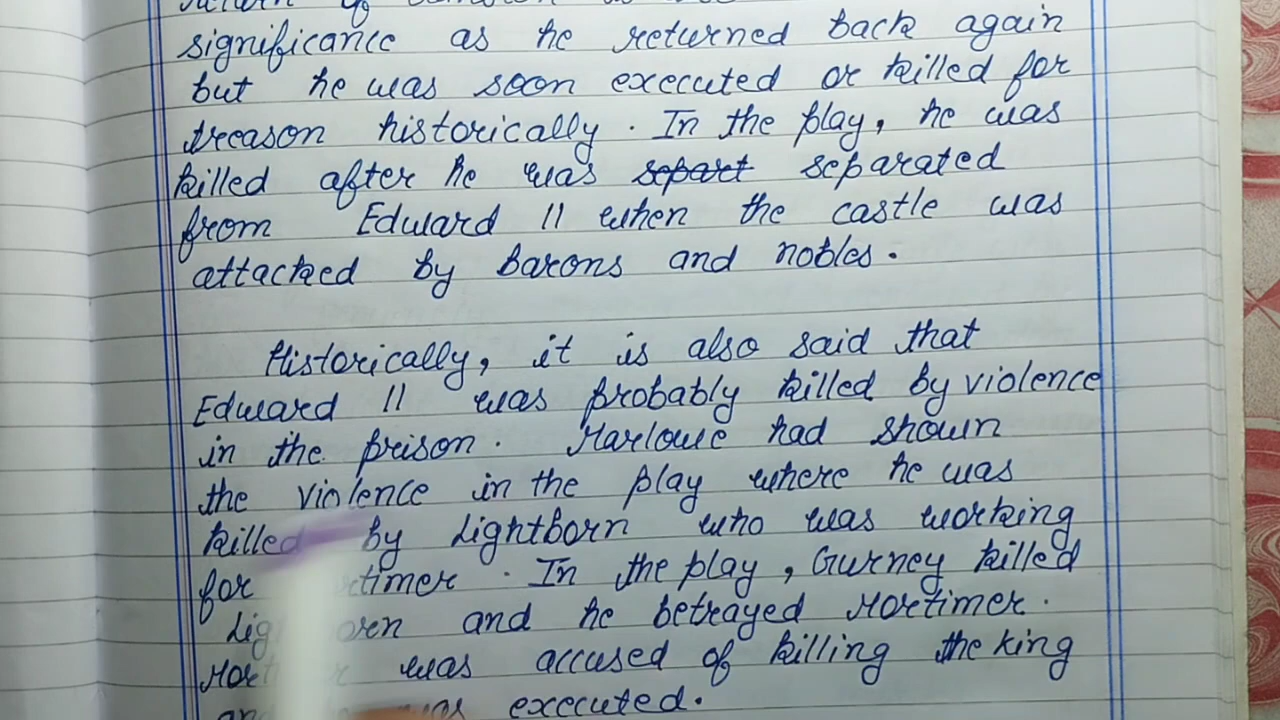 significance as he returned back again
but he was soon executed or killed for
treason historically. In the play, he was
killed after he was separt separated
from Edward II when the castle was
attacked by Barons and nobles.
Historically, it is also said that
Edward II was probably killed by violence
in the prison. Marlowe had shown
the violence in the play where he was
killed by Lightborn who was working
for timer. In the play, Gurney killed
Lig oren and he betrayed Mortimer.
was accused of killing the king
executed.